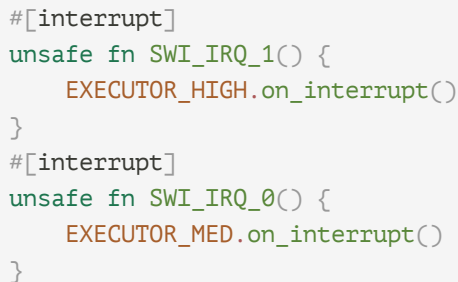 #[interrupt]
unsafe fn SWI_IRQ_1() {
    EXECUTOR_HIGH.on_interrupt()
}
#[interrupt]
unsafe fn SWI_IRQ_0() {
    EXECUTOR_MED.on_interrupt()
}